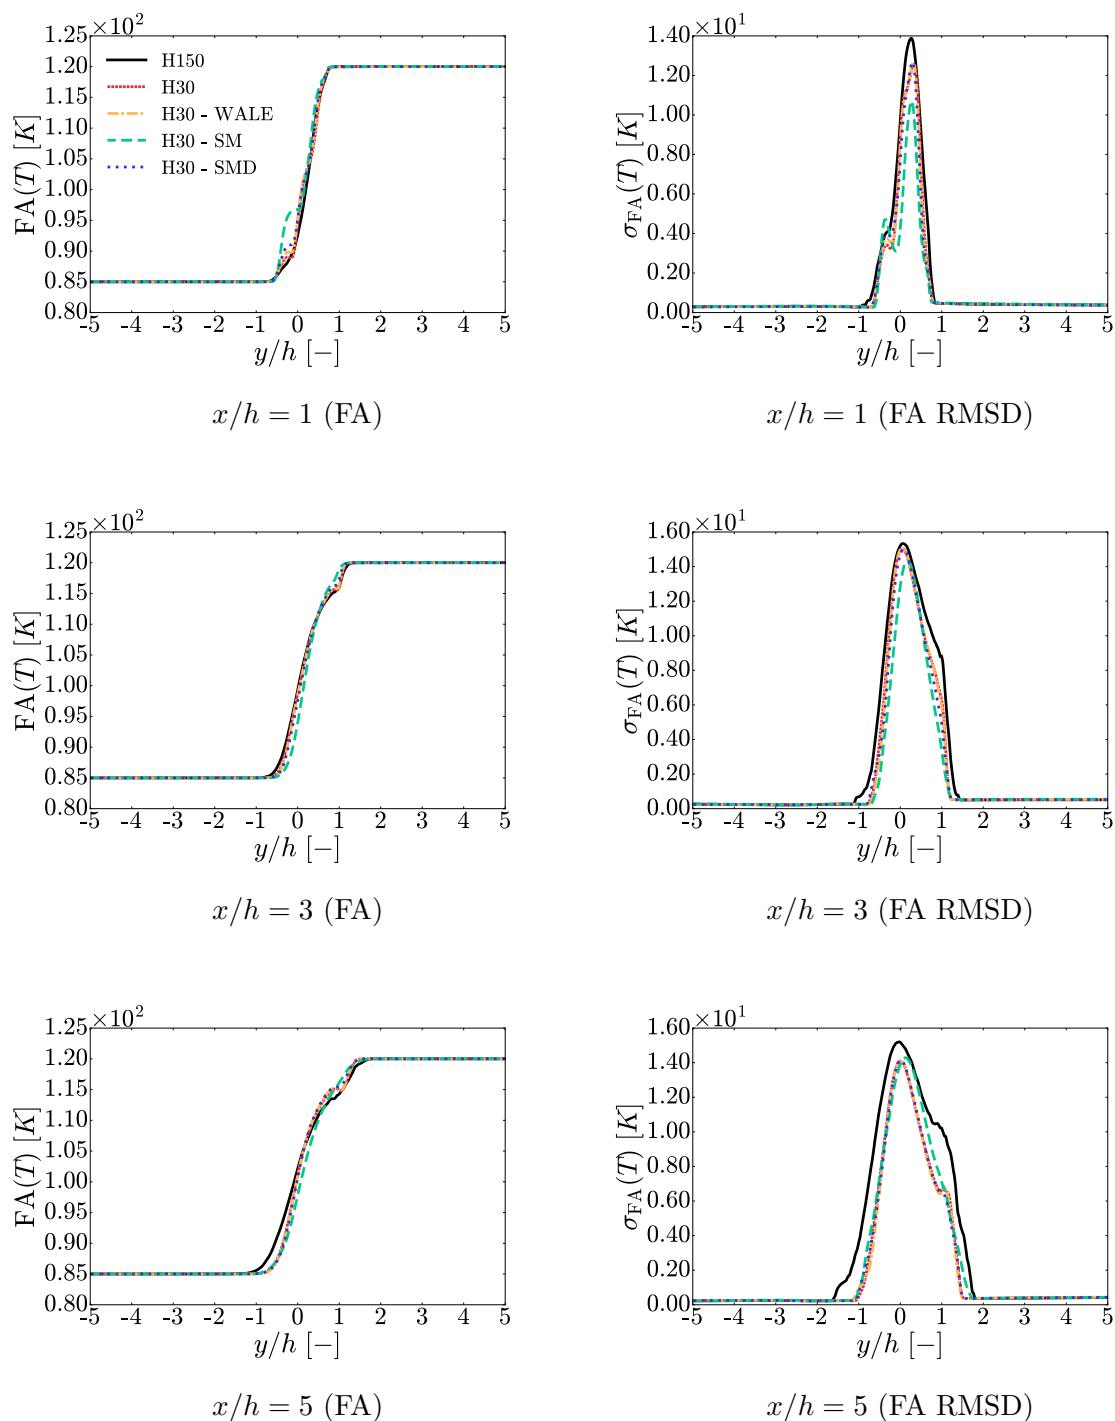 1.25×10²
1.20
1.15
1.10
1.05
1.00
0.95
0.90
0.85
0.80
FA(T) [K]
H150
H30
H30 - WALE
H30 - SM
H30 - SMD
-5 -4 -3 -2 -1 0 1 2 3 4 5
y/h [−]
x/h = 1 (FA)
1.40×10¹
1.20
1.00
0.80
0.60
0.40
0.20
0.00
σFA(T) [K]
-5 -4 -3 -2 -1 0 1 2 3 4 5
y/h [−]
x/h = 1 (FA RMSD)
1.25×10²
1.20
1.15
1.10
1.05
1.00
0.95
0.90
0.85
0.80
FA(T) [K]
-5 -4 -3 -2 -1 0 1 2 3 4 5
y/h [−]
x/h = 3 (FA)
1.60×10¹
1.40
1.20
1.00
0.80
0.60
0.40
0.20
0.00
σFA(T) [K]
-5 -4 -3 -2 -1 0 1 2 3 4 5
y/h [−]
x/h = 3 (FA RMSD)
1.25×10²
1.20
1.15
1.10
1.05
1.00
0.95
0.90
0.85
0.80
FA(T) [K]
-5 -4 -3 -2 -1 0 1 2 3 4 5
y/h [−]
x/h = 5 (FA)
1.60×10¹
1.40
1.20
1.00
0.80
0.60
0.40
0.20
0.00
σFA(T) [K]
-5 -4 -3 -2 -1 0 1 2 3 4 5
y/h [−]
x/h = 5 (FA RMSD)